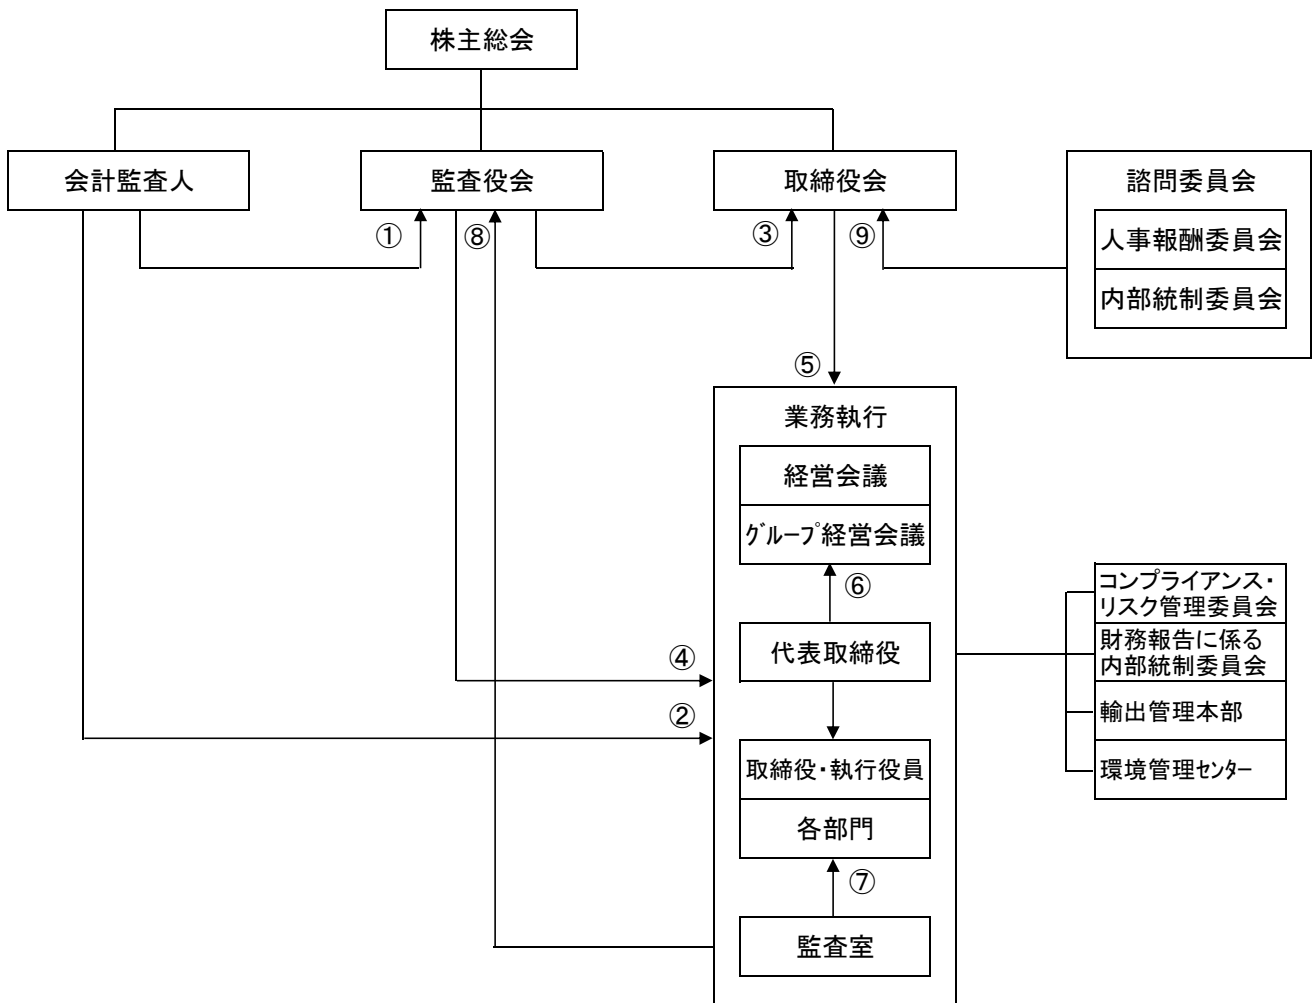 株主総会
会計監査人
監査役会
取締役会
諮問委員会
人事報酬委員会
内部統制委員会
①
⑧
③
⑨
⑤
業務執行
経営会議
グループ経営会議
⑥
代表取締役
④
②
取締役・執行役員
各部門
⑦
監査室
コンプライアンス・
リスク管理委員会
財務報告に係る
内部統制委員会
輸出管理本部
環境管理センター